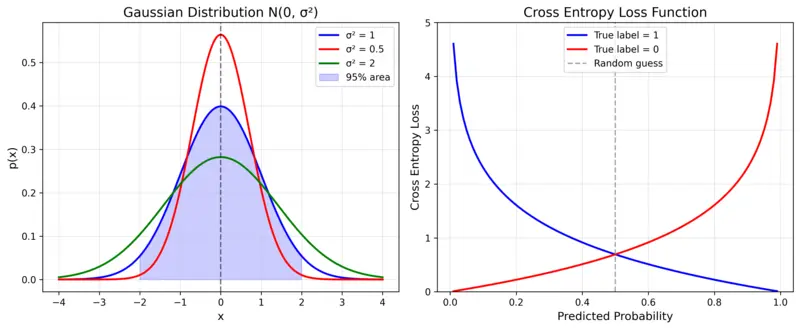 Gaussian Distribution N(0, σ²)
σ² = 1
σ² = 0.5
σ² = 2
95% area
p(x)
0.5
0.4
0.3
0.2
0.1
0.0
−4 −3 −2 −1 0 1 2 3 4
x
Cross Entropy Loss Function
True label = 1
True label = 0
Random guess
Cross Entropy Loss
5
4
3
2
1
0
0.0 0.2 0.4 0.6 0.8 1.0
Predicted Probability